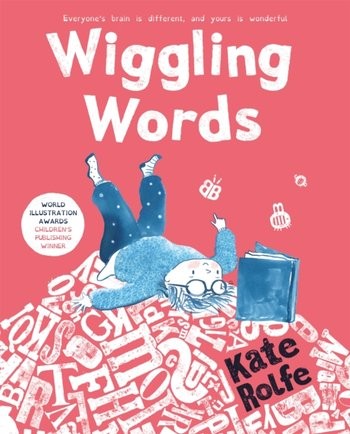 Everyone's brain is different, and yours is wonderful
Wiggling
Words
WORLD
ILLUSTRATION
AWARDS
CHILDREN'S
PUBLISHING
WINNER
Kate
Rolfe